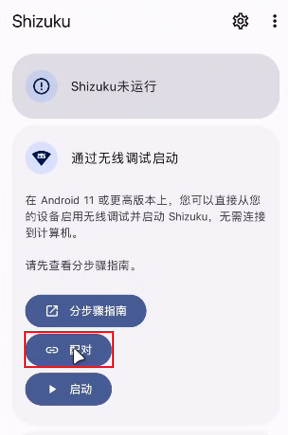 Shizuku
Shizuku未运行
通过无线调试启动
在 Android 11 或更高版本上，您可以直接从您
的设备启用无线调试并启动 Shizuku，无需连接
到计算机。
请先查看分步骤指南。
分步骤指南
配对
启动